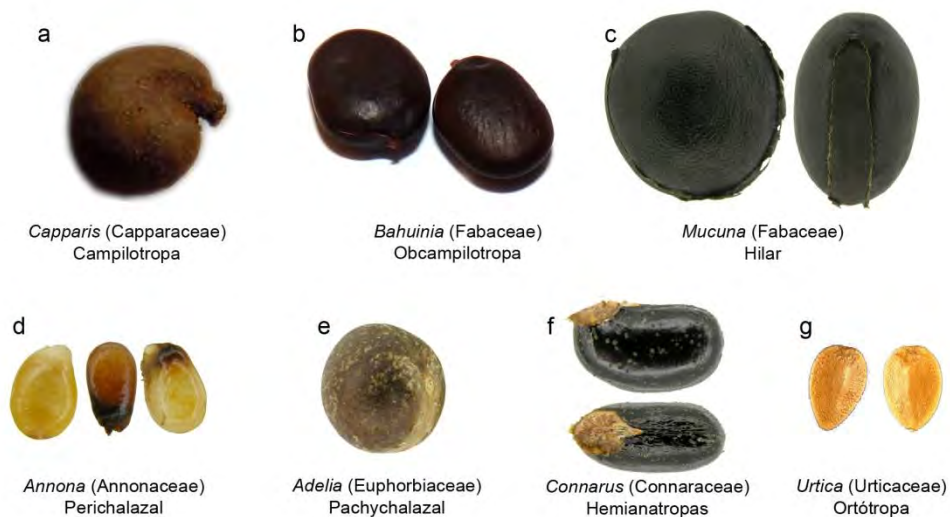 a
b
c
Capparis (Capparaceae)
Campilotropa
Bahuinia (Fabaceae)
Obcampilotropa
Mucuna (Fabaceae)
Hilar
d
e
f
g
Annona (Annonaceae)
Perichalazal
Adelia (Euphorbiaceae)
Pachychalazal
Connarus (Connaraceae)
Hemianatropas
Urtica (Urticaceae)
Ortótropa